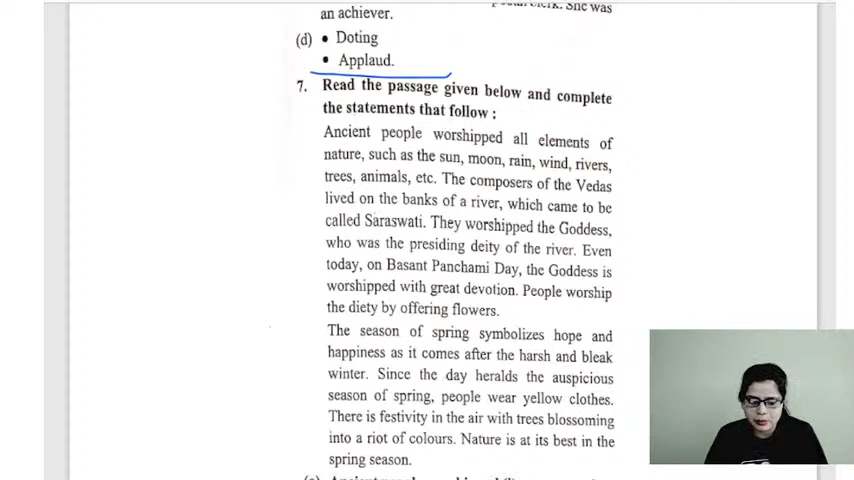 She was
an achiever.
(d) • Doting
• Applaud.
7. Read the passage given below and complete
the statements that follow :
Ancient people worshipped all elements of
nature, such as the sun, moon, rain, wind, rivers,
trees, animals, etc. The composers of the Vedas
lived on the banks of a river, which came to be
called Saraswati. They worshipped the Goddess,
who was the presiding deity of the river. Even
today, on Basant Panchami Day, the Goddess is
worshipped with great devotion. People worship
the diety by offering flowers.
The season of spring symbolizes hope and
happiness as it comes after the harsh and bleak
winter. Since the day heralds the auspicious
season of spring, people wear yellow clothes.
There is festivity in the air with trees blossoming
into a riot of colours. Nature is at its best in the
spring season.